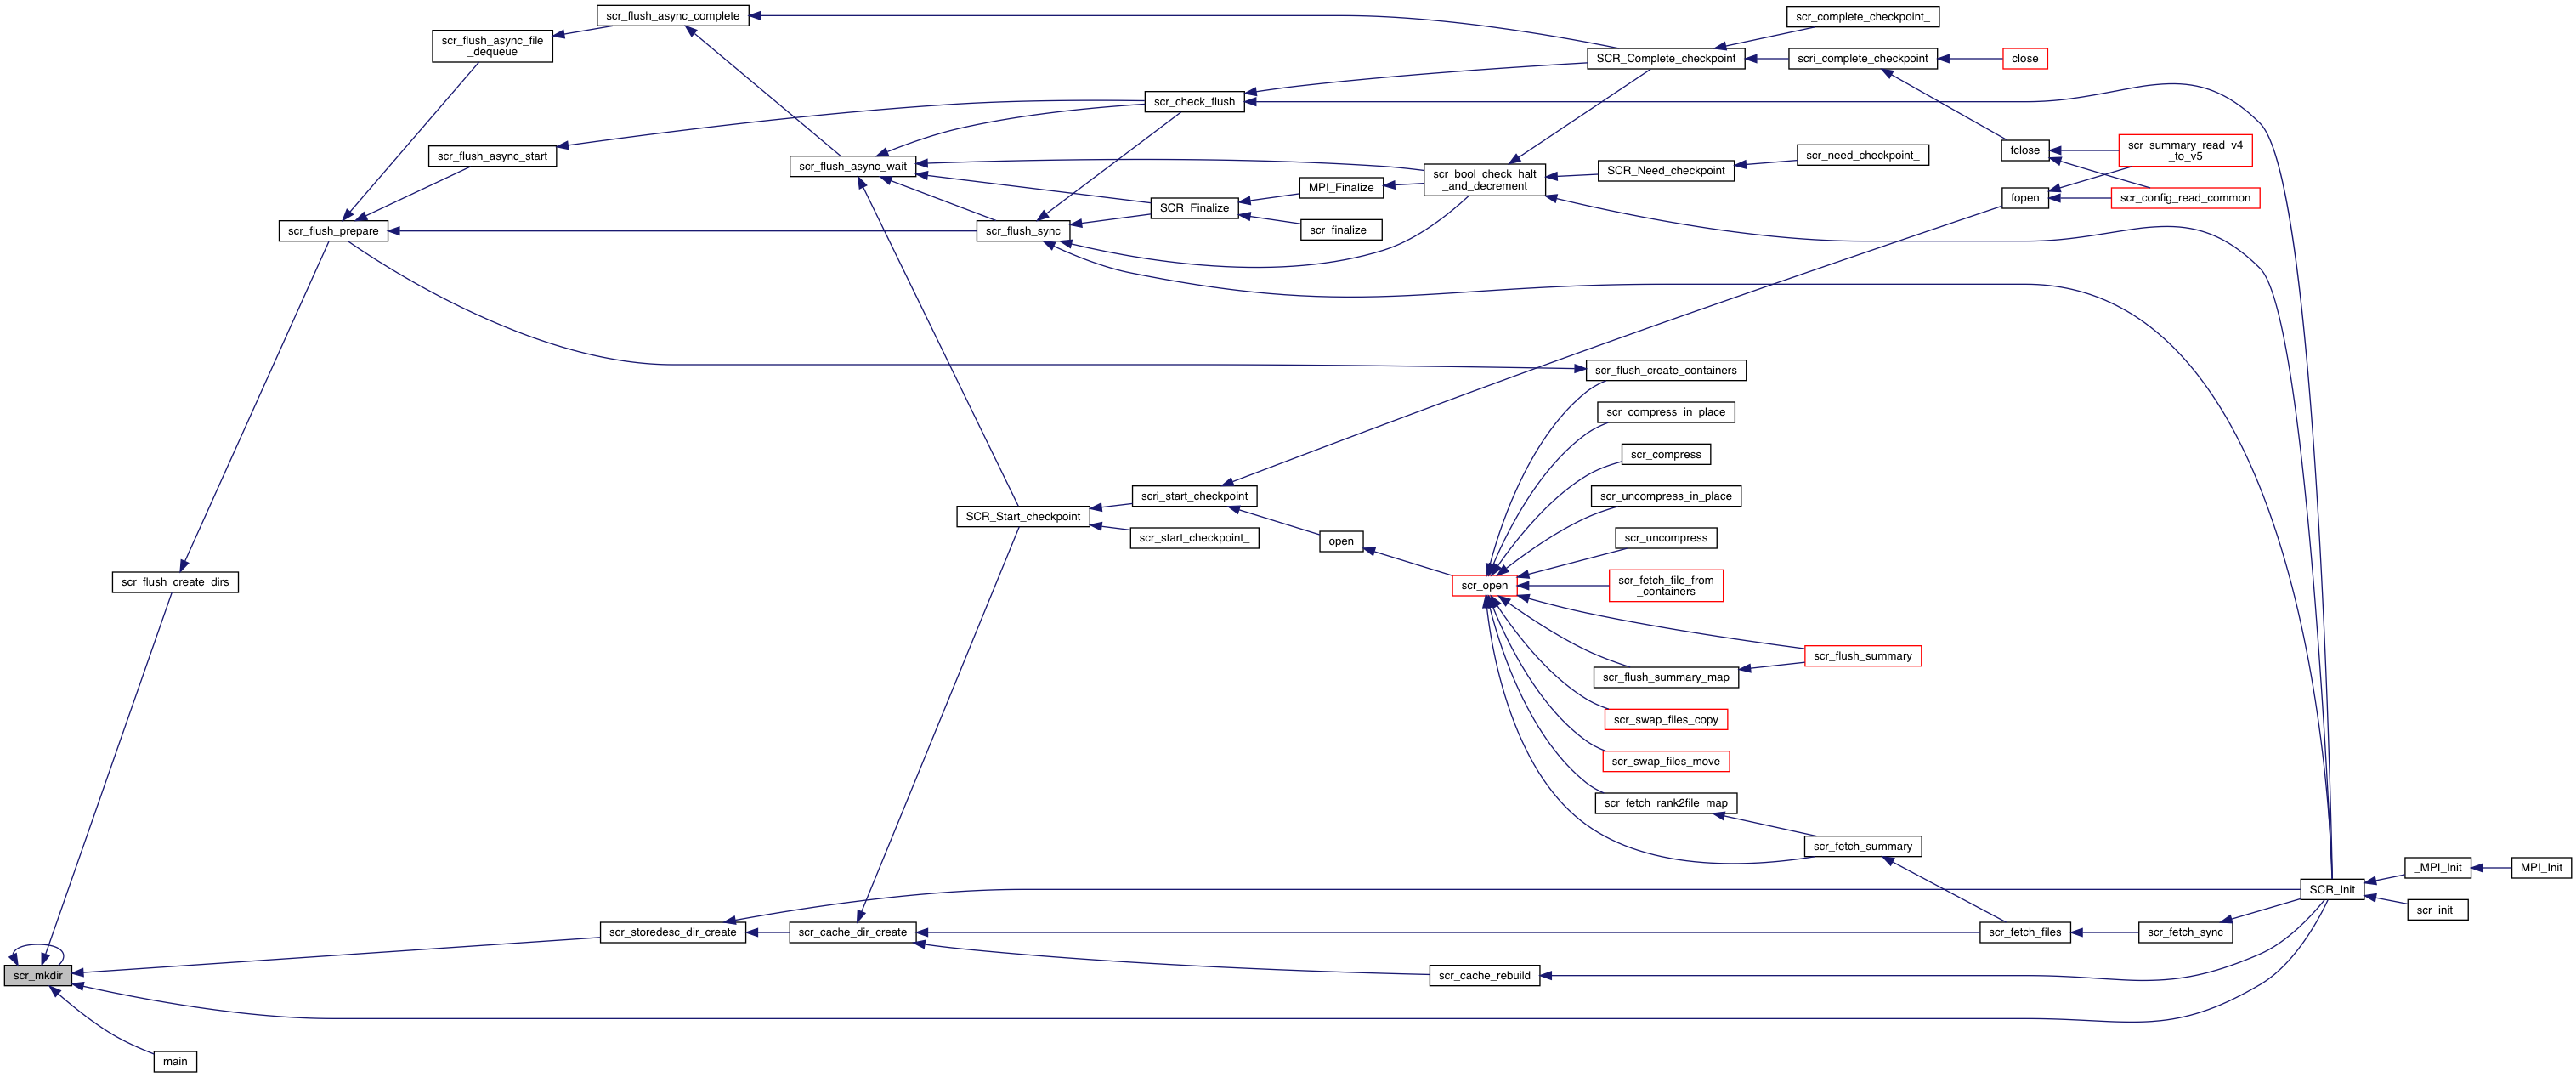 scr_flush_async_complete
scr_complete_checkpoint_
scr_flush_async_file
_dequeue
SCR_Complete_checkpoint
scri_complete_checkpoint
close
scr_check_flush
scr_flush_async_start
scr_flush_async_wait
scr_bool_check_halt
_and_decrement
SCR_Need_checkpoint
scr_need_checkpoint_
fclose
scr_summary_read_v4
_to_v5
MPI_Finalize
fopen
scr_config_read_common
SCR_Finalize
scr_finalize_
scr_flush_prepare
scr_flush_sync
scr_flush_create_containers
scr_compress_in_place
scr_compress
scri_start_checkpoint
scr_uncompress_in_place
SCR_Start_checkpoint
scr_start_checkpoint_
open
scr_uncompress
scr_flush_create_dirs
scr_open
scr_fetch_file_from
_containers
scr_flush_summary
scr_flush_summary_map
scr_swap_files_copy
scr_swap_files_move
scr_fetch_rank2file_map
scr_fetch_summary
_MPI_Init
MPI_Init
SCR_Init
scr_init_
scr_storedesc_dir_create
scr_cache_dir_create
scr_fetch_files
scr_fetch_sync
scr_mkdir
scr_cache_rebuild
main